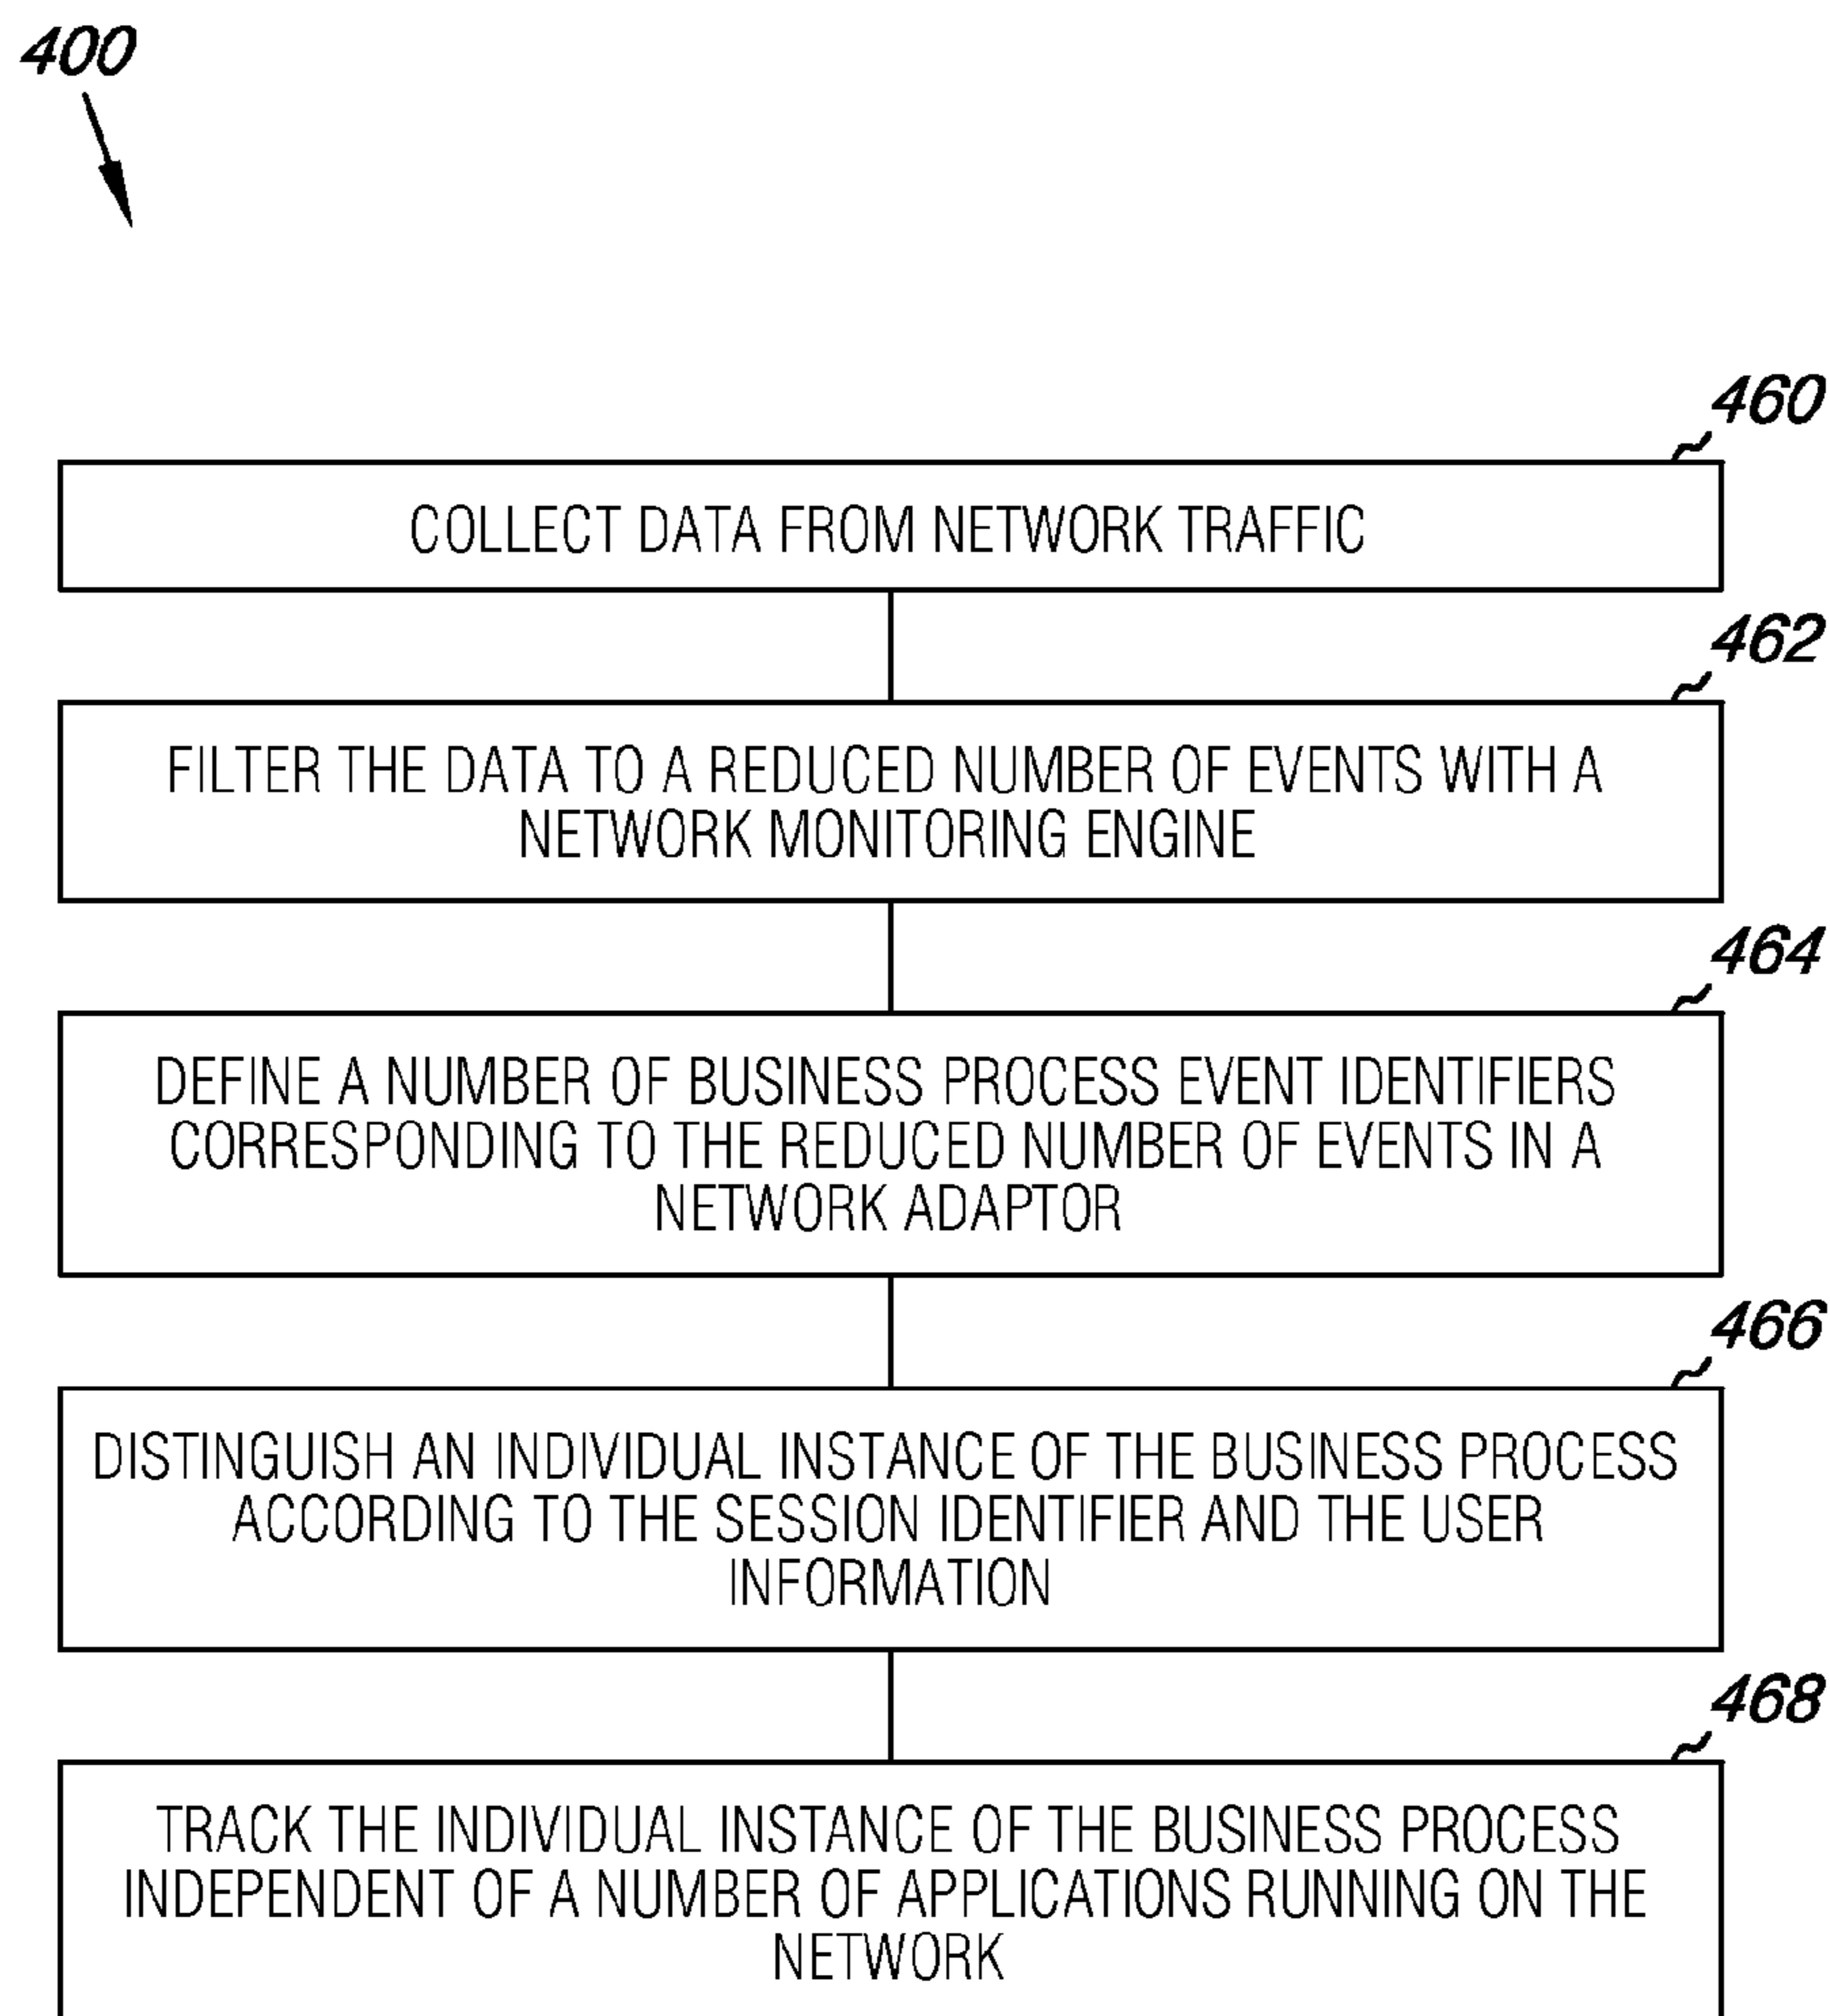 400
460
COLLECT DATA FROM NETWORK TRAFFIC
462
FILTER THE DATA TO A REDUCED NUMBER OF EVENTS WITH A
NETWORK MONITORING ENGINE
464
DEFINE A NUMBER OF BUSINESS PROCESS EVENT IDENTIFIERS
CORRESPONDING TO THE REDUCED NUMBER OF EVENTS IN A
NETWORK ADAPTOR
466
DISTINGUISH AN INDIVIDUAL INSTANCE OF THE BUSINESS PROCESS
ACCORDING TO THE SESSION IDENTIFIER AND THE USER
INFORMATION
468
TRACK THE INDIVIDUAL INSTANCE OF THE BUSINESS PROCESS
INDEPENDENT OF A NUMBER OF APPLICATIONS RUNNING ON THE
NETWORK